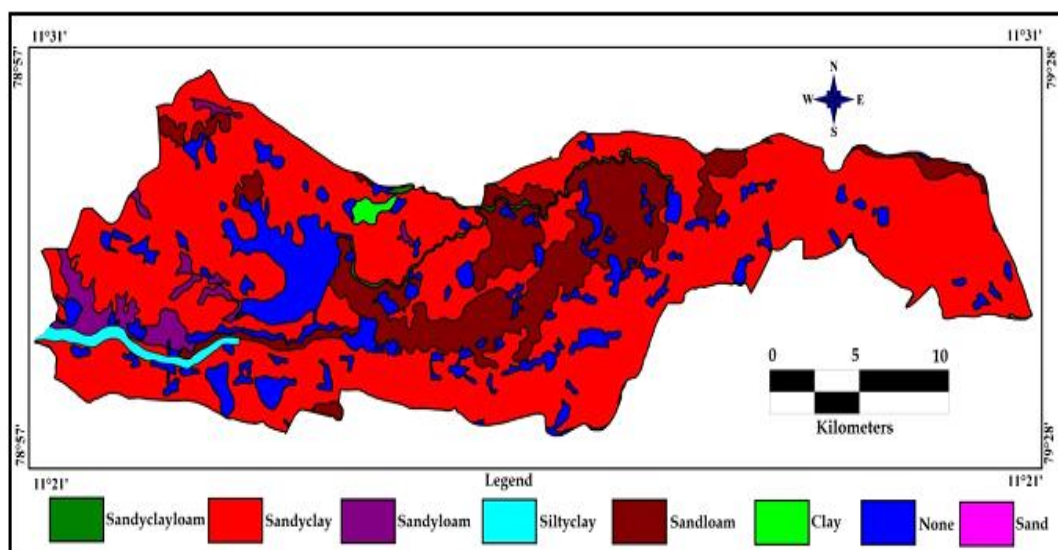 11°31' 11°31'
78°57' 79°28'
N
W E
S
0 5 10
Kilometers
78°57' 79°28'
11°21' Legend 11°21'
Sandyclayloam Sandyclay Sandyloam Siltyclay Sandloam Clay None Sand